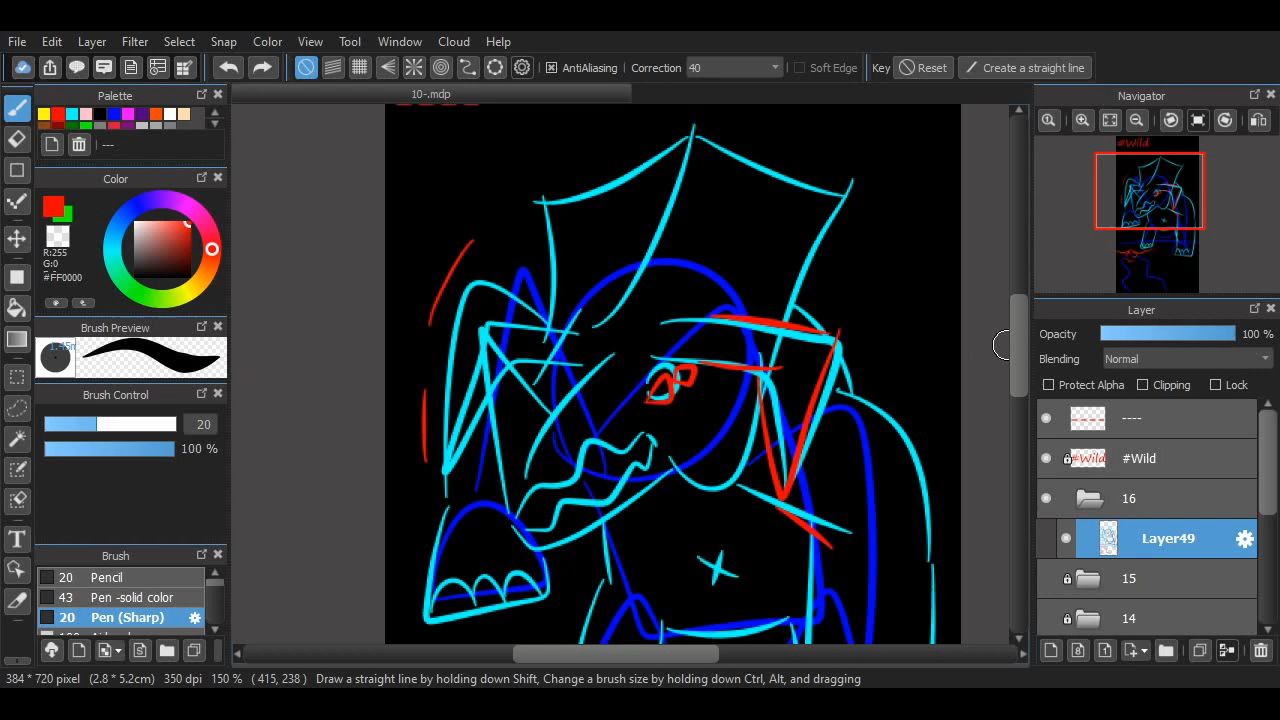 File Edit Layer Filter Select Snap Color View Tool Window Cloud Help
AntiAliasing Correction 40 Soft Edge Key Reset Create a straight line
Palette
10-.mdp
Navigator
---
#Wild
Color
R:255
G:0
#FF0000
Brush Preview
Layer
Opacity 100 %
Blending Normal
Protect Alpha Clipping Lock
Brush Control
20
100 %
----
#Wild #Wild
16
Layer49
15
14
Brush
20 Pencil
43 Pen -solid color
20 Pen (Sharp)
384 * 720 pixel (2.8 * 5.2cm) 350 dpi 150 % ( 415, 238 ) Draw a straight line by holding down Shift, Change a brush size by holding down Ctrl, Alt, and dragging